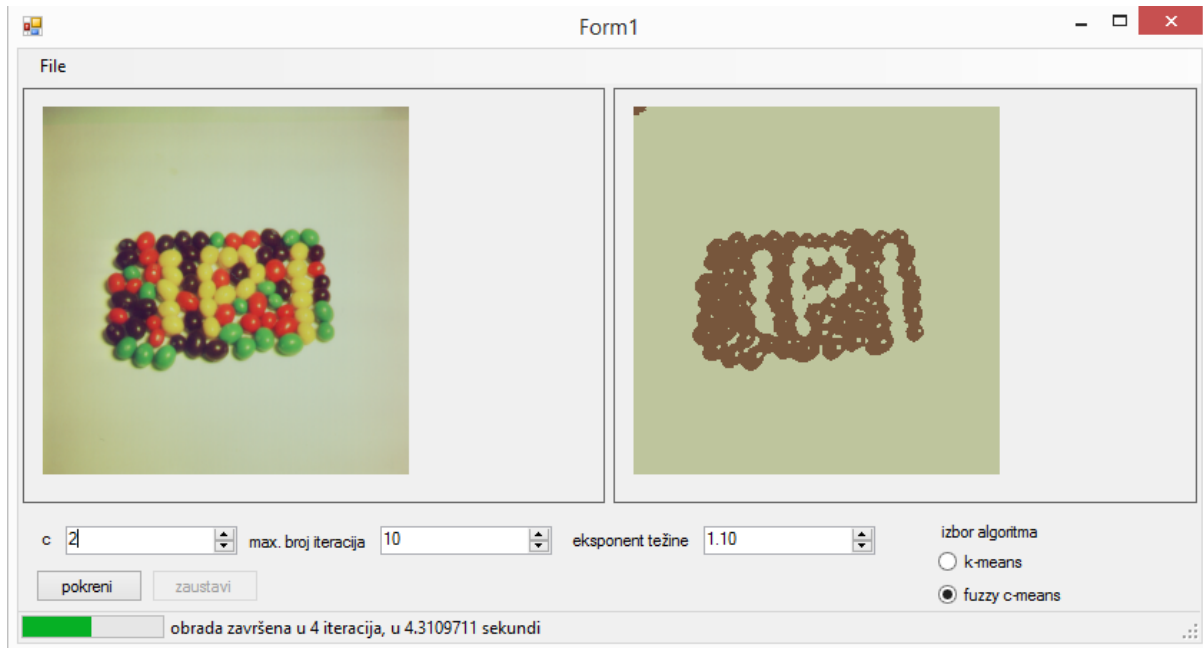 Form1
File
c 2 max. broj iteracija 10 eksponent težine 1.10 izbor algoritma
k-means
pokreni zaustavi fuzzy c-means
obrada završena u 4 iteracija, u 4.3109711 sekundi